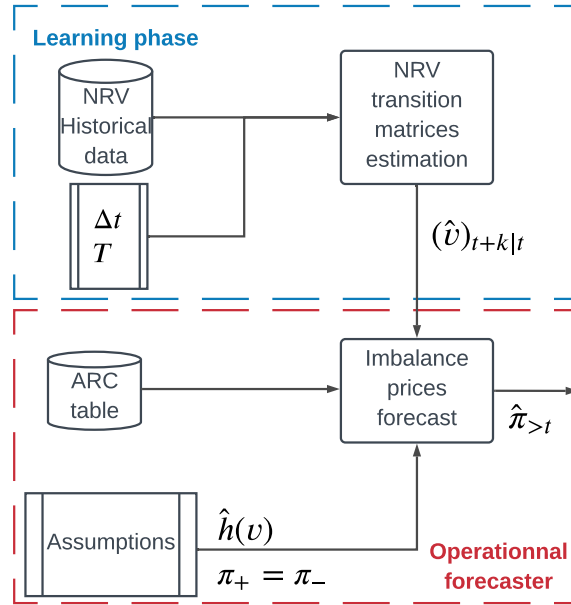 Learning phase
NRV
Historical
data
NRV
transition
matrices
estimation
Δt
T
(v̂)_{t+k|t}
ARC
table
Imbalance
prices
forecast
π̂_{>t}
Assumptions
ĥ(v)
π₊ = π₋
Operationnal
forecaster